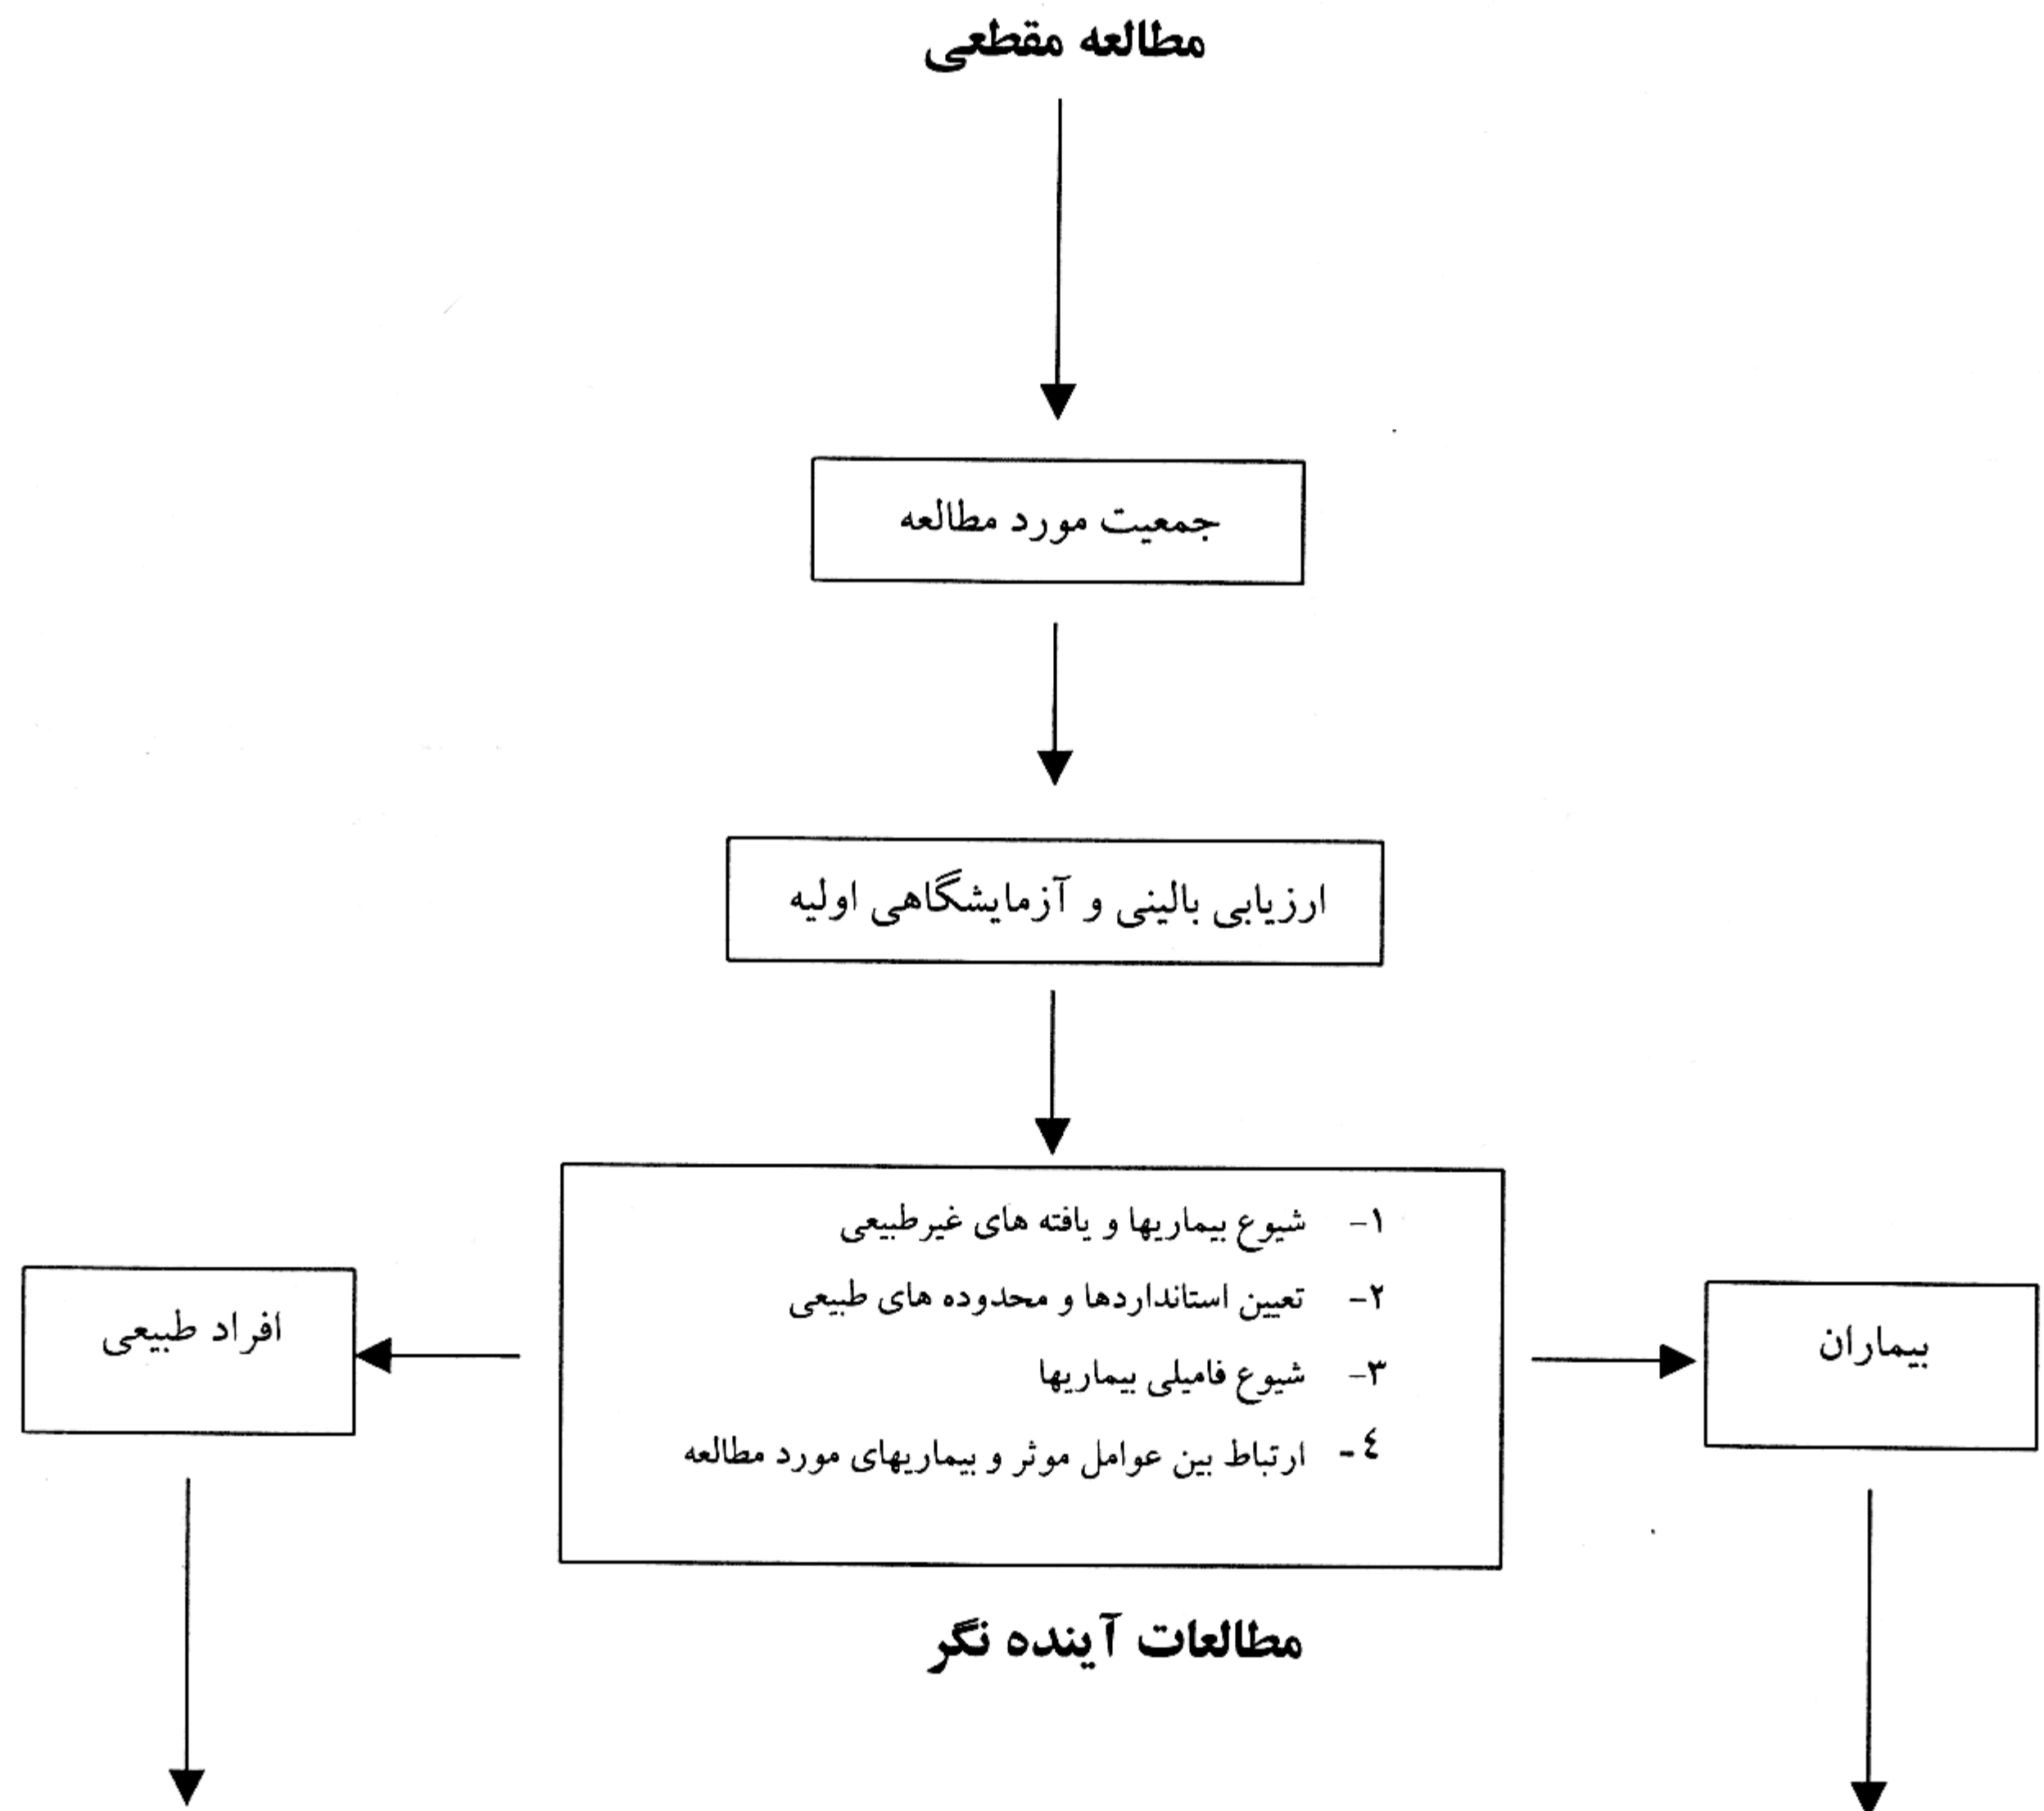 مطالعه مقطعی
جمعیت مورد مطالعه
ارزیابی بالینی و آزمایشگاهی اولیه
۱- شیوع بیماریها و یافته های غیرطبیعی
۲- تعیین استانداردها و محدوده های طبیعی
۳- شیوع فامیلی بیماریها
٤- ارتباط بین عوامل موثر و بیماریهای مورد مطالعه
بیماران
افراد طبیعی
مطالعات آینده نگر